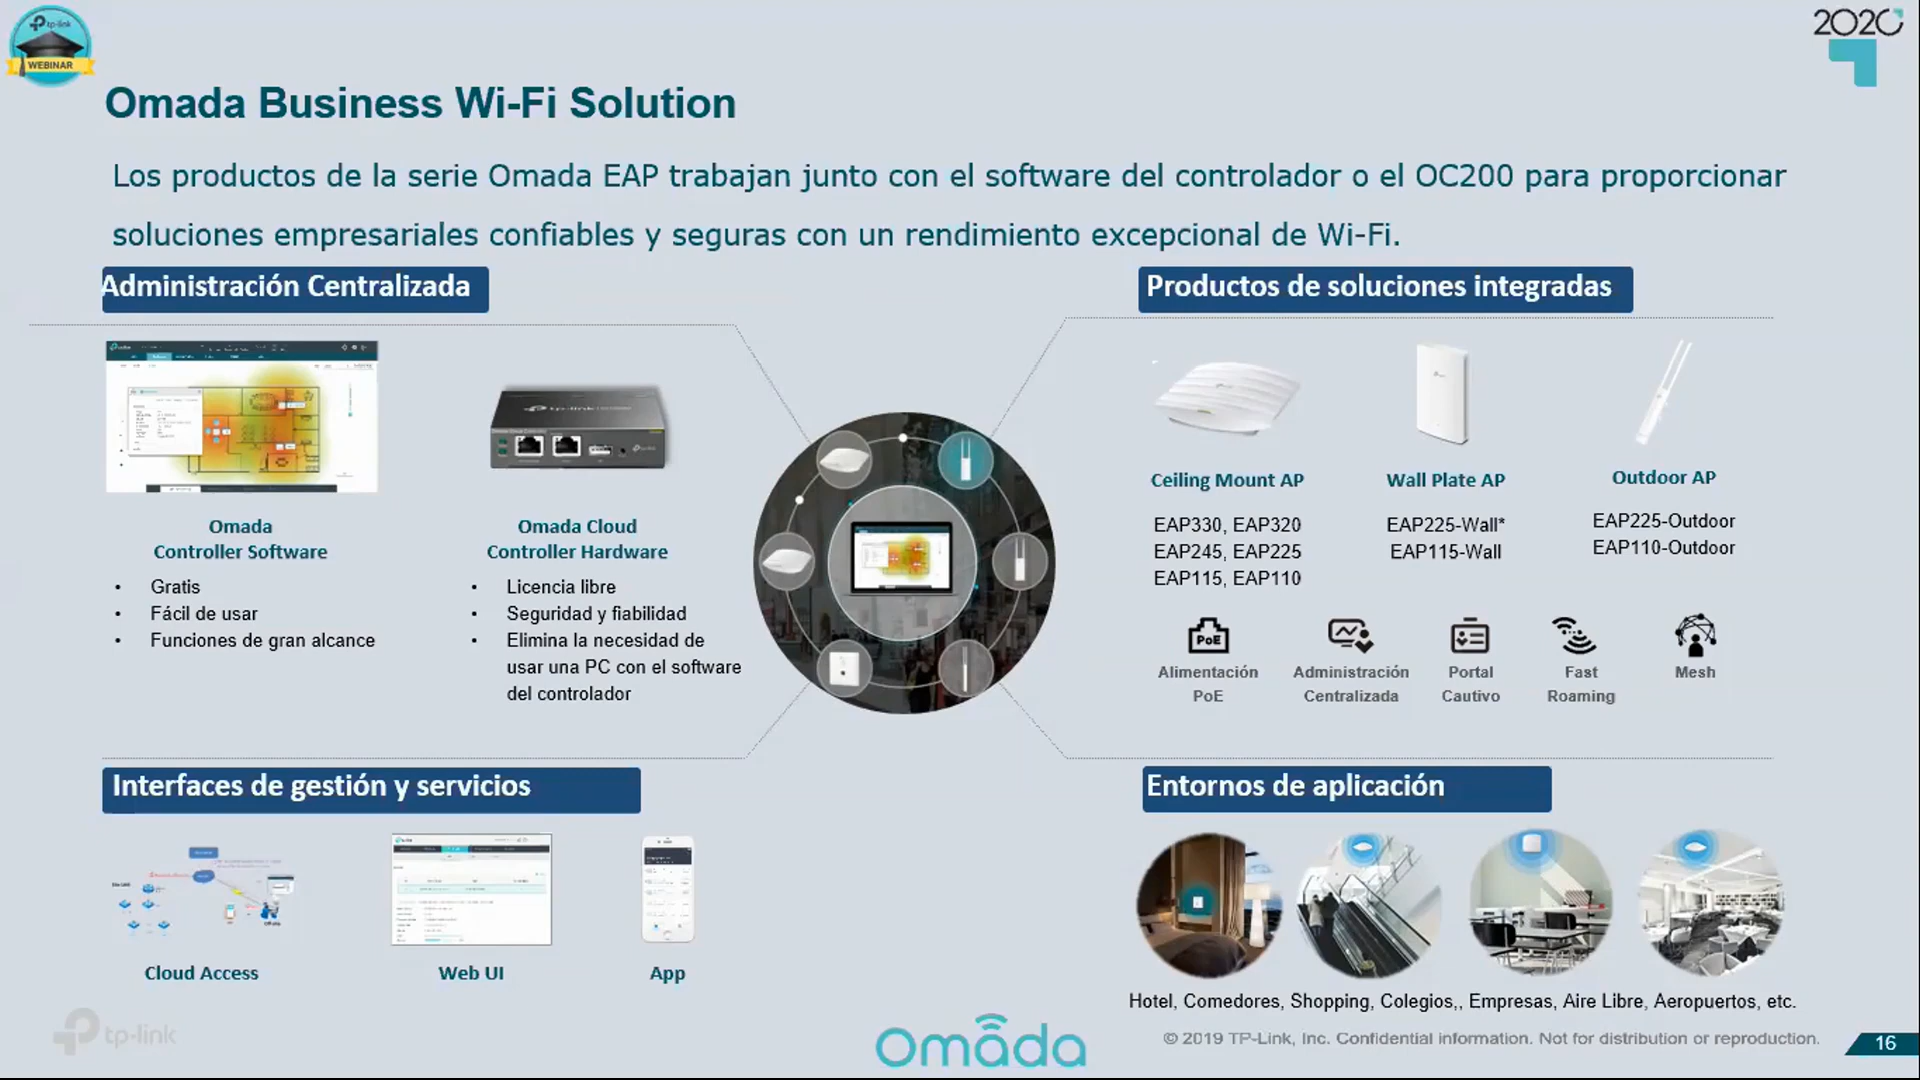 tp-link
WEBINAR
2020
Omada Business Wi-Fi Solution
Los productos de la serie Omada EAP trabajan junto con el software del controlador o el OC200 para proporcionar
soluciones empresariales confiables y seguras con un rendimiento excepcional de Wi-Fi.
Administración Centralizada
tp-link
Omada
Controller Software
• Gratis
• Fácil de usar
• Funciones de gran alcance
Omada Cloud
Controller Hardware
• Licencia libre
• Seguridad y fiabilidad
• Elimina la necesidad de
usar una PC con el software
del controlador
Productos de soluciones integradas
Ceiling Mount AP
EAP330, EAP320
EAP245, EAP225
EAP115, EAP110
Wall Plate AP
EAP225-Wall*
EAP115-Wall
Outdoor AP
EAP225-Outdoor
EAP110-Outdoor
PoE
Alimentación
PoE
Administración
Centralizada
Portal
Cautivo
Fast
Roaming
Mesh
Interfaces de gestión y servicios
Cloud Access
Web UI
App
Entornos de aplicación
Hotel, Comedores, Shopping, Colegios,, Empresas, Aire Libre, Aeropuertos, etc.
tp-link
omada
© 2019 TP-Link, Inc. Confidential information. Not for distribution or reproduction.
16